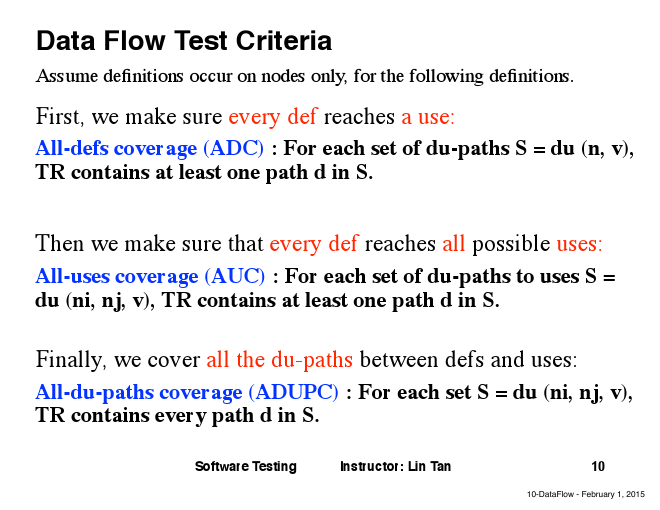 Data Flow Test Criteria
Assume definitions occur on nodes only, for the following definitions.
First, we make sure every def reaches a use:
All-defs coverage (ADC) : For each set of du-paths S = du (n, v),
TR contains at least one path d in S.
Then we make sure that every def reaches all possible uses:
All-uses coverage (AUC) : For each set of du-paths to uses S =
du (ni, nj, v), TR contains at least one path d in S.
Finally, we cover all the du-paths between defs and uses:
All-du-paths coverage (ADUPC) : For each set S = du (ni, nj, v),
TR contains every path d in S.
Software Testing Instructor: Lin Tan 10
10-DataFlow - February 1, 2015